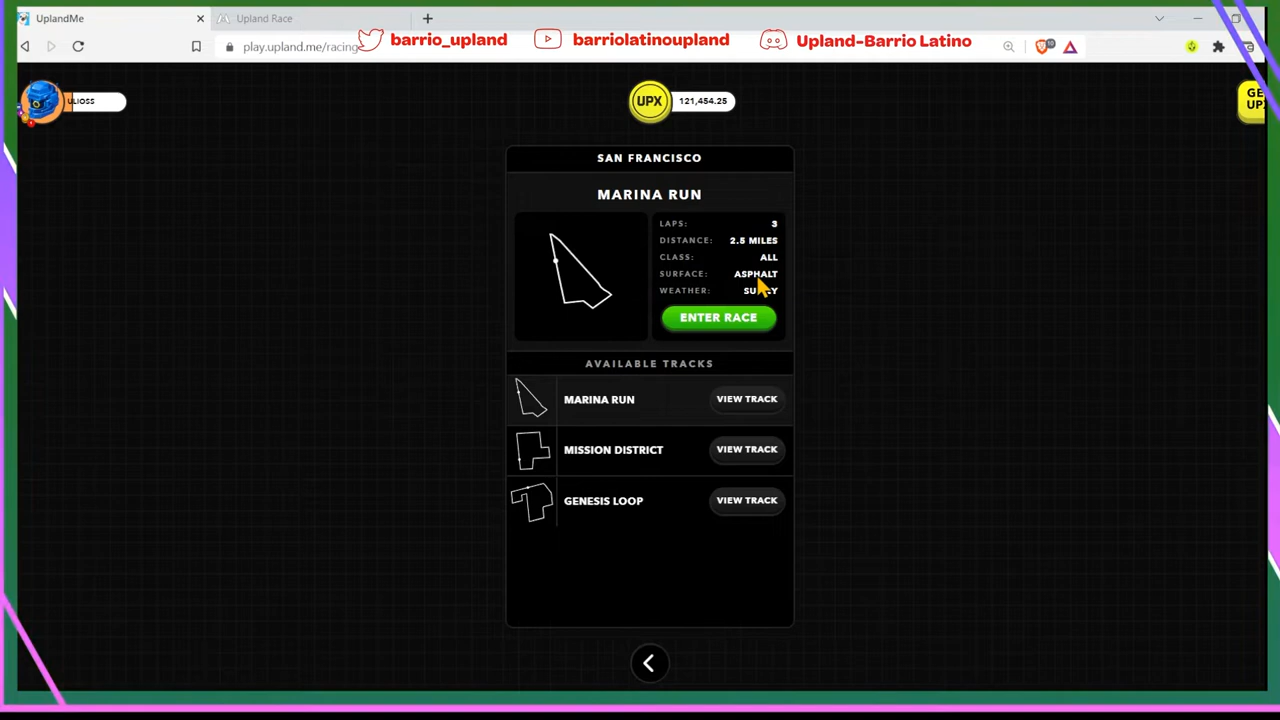 UplandMe
Upland Race
play.upland.me/racing
barrio_upland
barriolatinoupland
Upland-Barrio Latino
ULIOSS
UPX
121,454.25
SAN FRANCISCO
MARINA RUN
LAPS: 3
DISTANCE: 2.5 MILES
CLASS: ALL
SURFACE: ASPHALT
WEATHER:
ENTER RACE
AVAILABLE TRACKS
MARINA RUN VIEW TRACK
MISSION DISTRICT VIEW TRACK
GENESIS LOOP VIEW TRACK